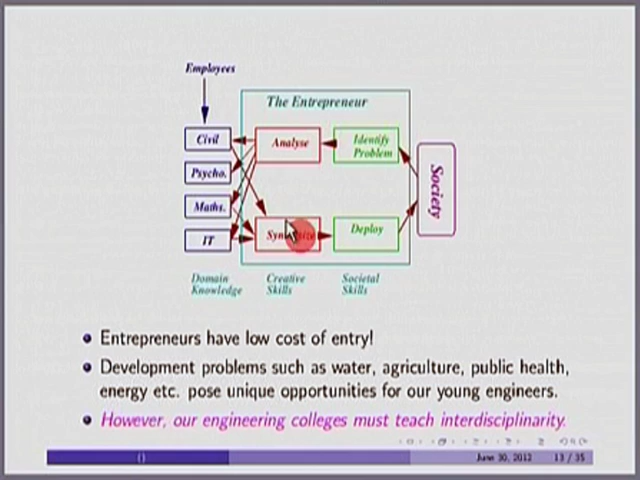 Employees
The Entrepreneur
Civil
Analyse
Identify
Problem
Psycho.
Society
Maths.
IT
Deploy
Domain
Knowledge
Creative
Skills
Societal
Skills
Entrepreneurs have low cost of entry!
Development problems such as water, agriculture, public health,
energy etc. pose unique opportunities for our young engineers.
However, our engineering colleges must teach interdisciplinarity.
()
June 30, 2012
13 / 35